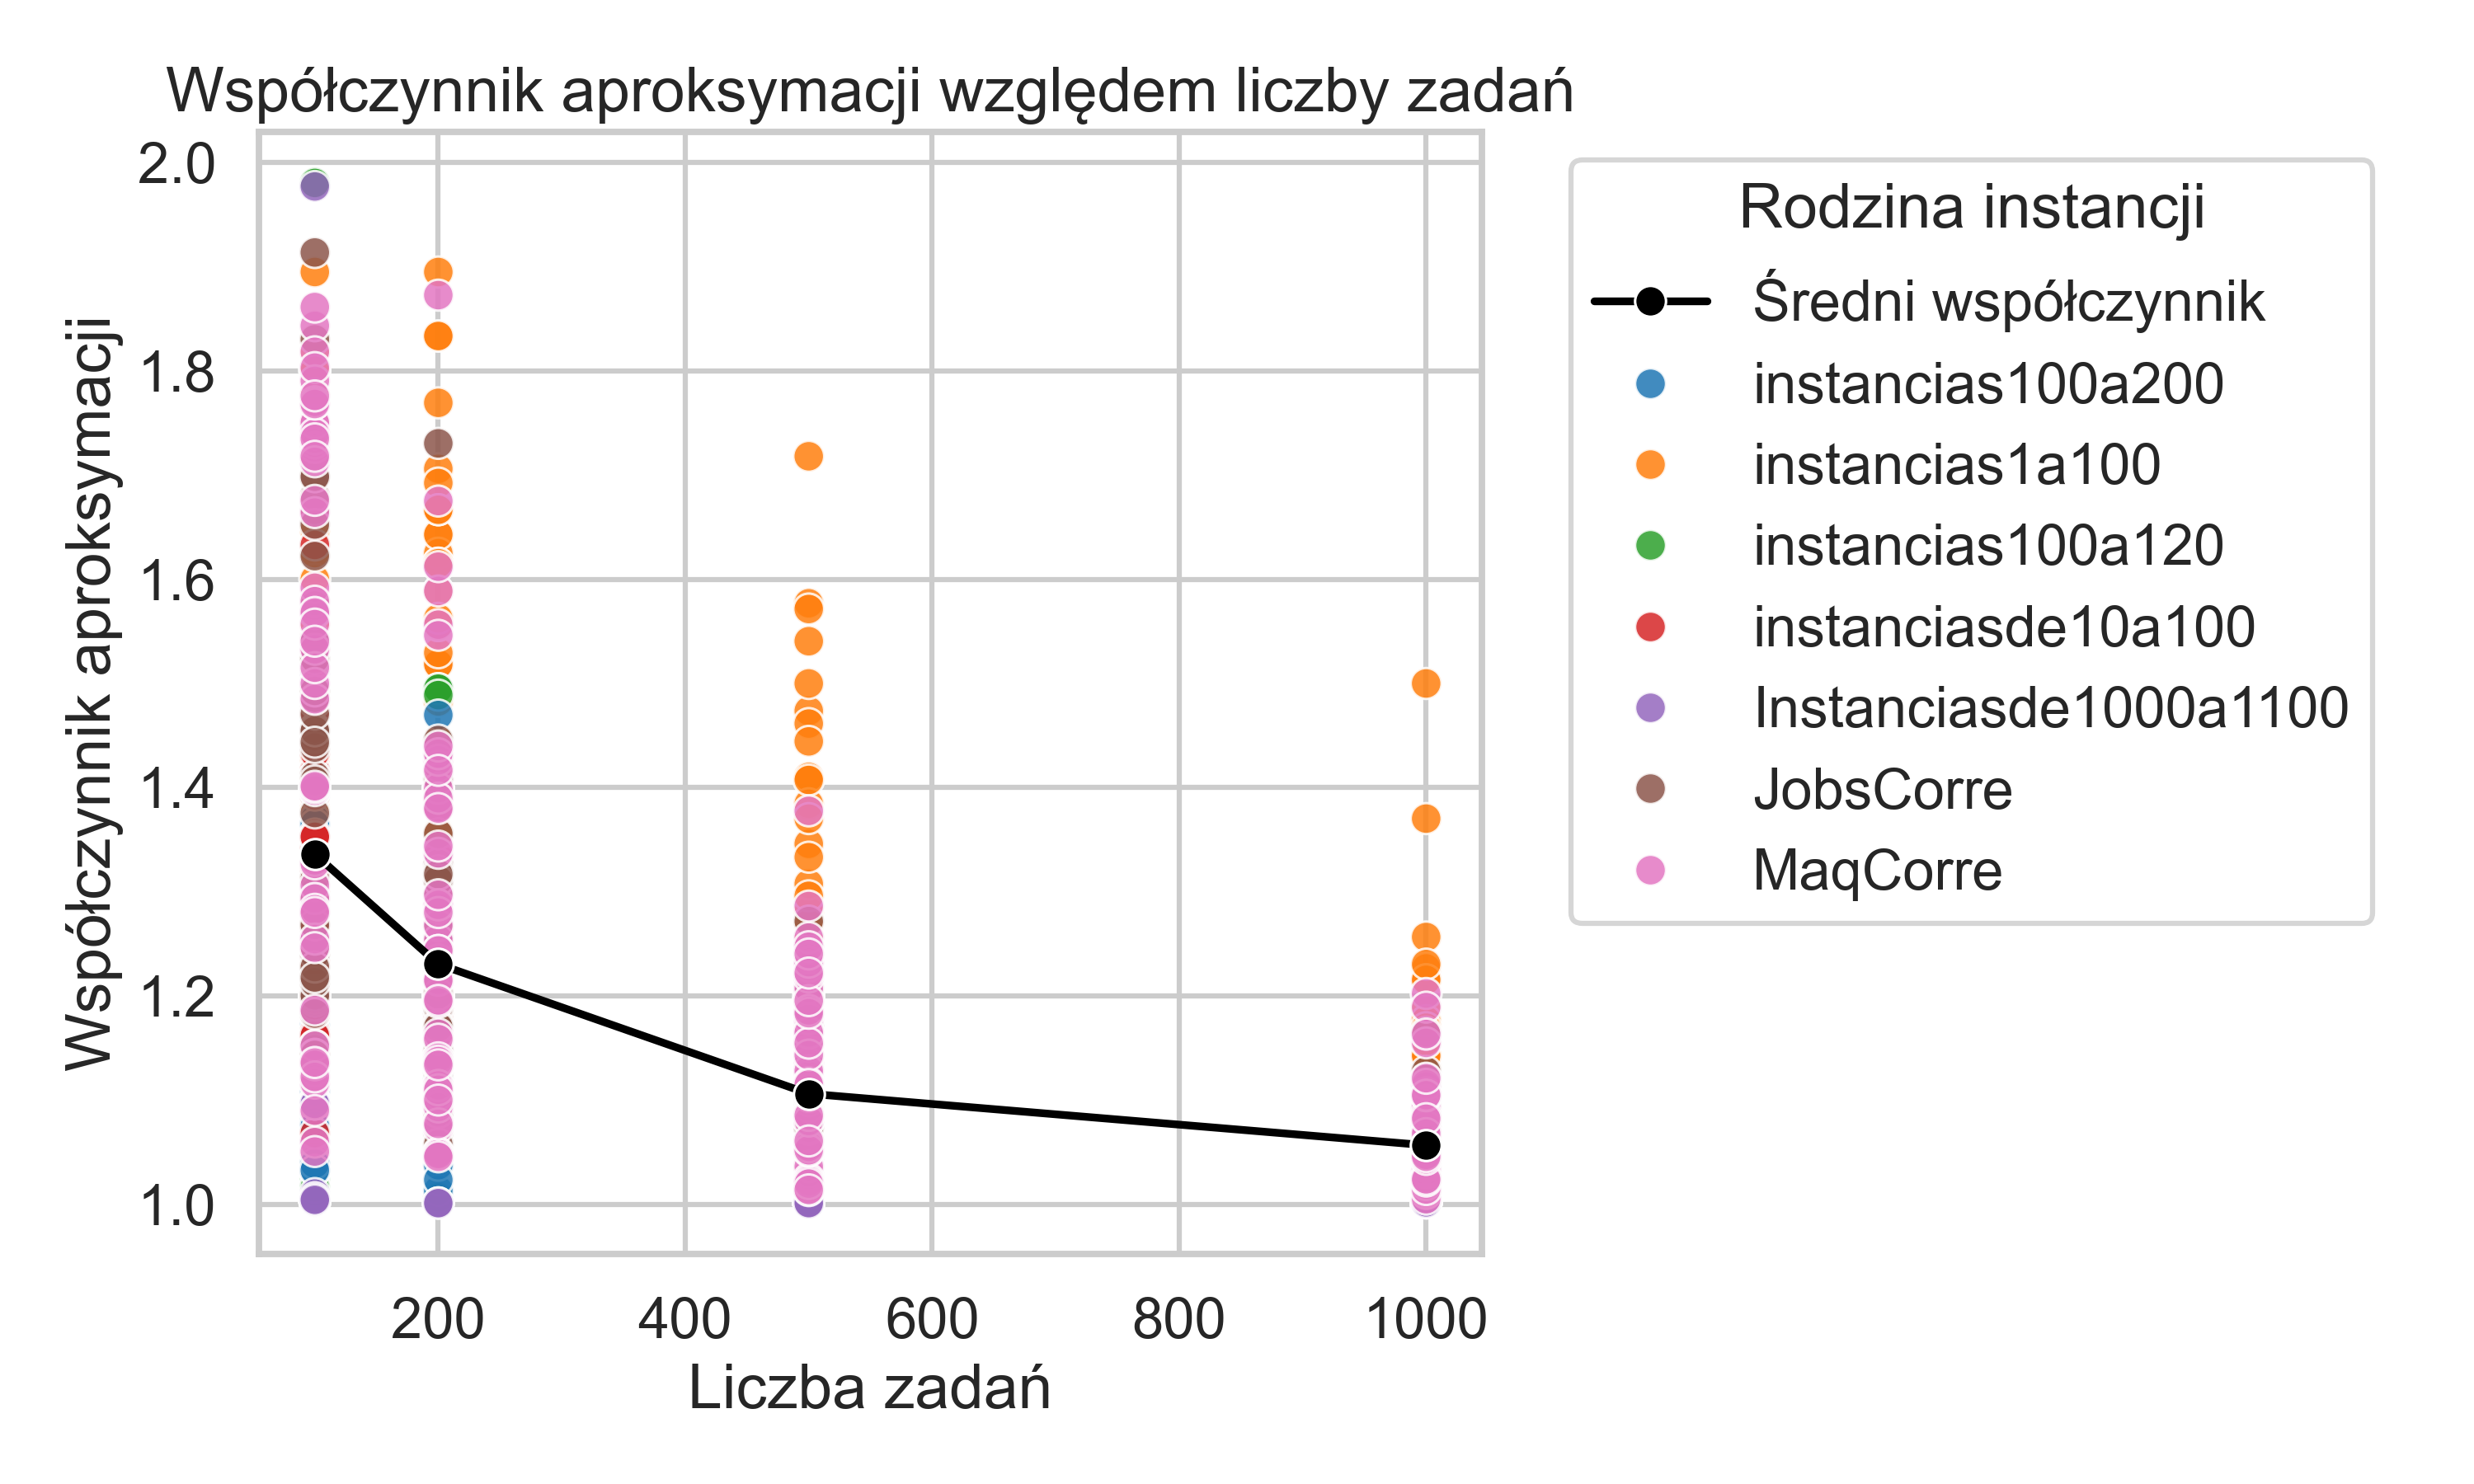 Współczynnik aproksymacji względem liczby zadań
Współczynnik aproksymacji
2.0
1.8
1.6
1.4
1.2
1.0
200 400 600 800 1000
Liczba zadań
Rodzina instancji
Średni współczynnik
instancias100a200
instancias1a100
instancias100a120
instanciasde10a100
Instanciasde1000a1100
JobsCorre
MaqCorre